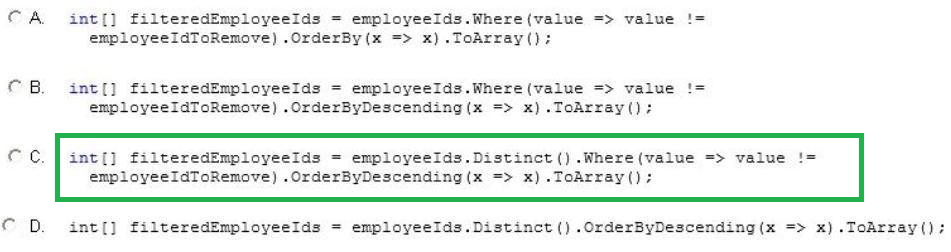 A. int[] filteredEmployeeIds = employeeIds.Where(value => value !=
employeeIdToRemove).OrderBy(x => x).ToArray();
B. int[] filteredEmployeeIds = employeeIds.Where(value => value !=
employeeIdToRemove).OrderByDescending(x => x).ToArray();
C. int[] filteredEmployeeIds = employeeIds.Distinct().Where(value => value !=
employeeIdToRemove).OrderByDescending(x => x).ToArray();
D. int[] filteredEmployeeIds = employeeIds.Distinct().OrderByDescending(x => x).ToArray();